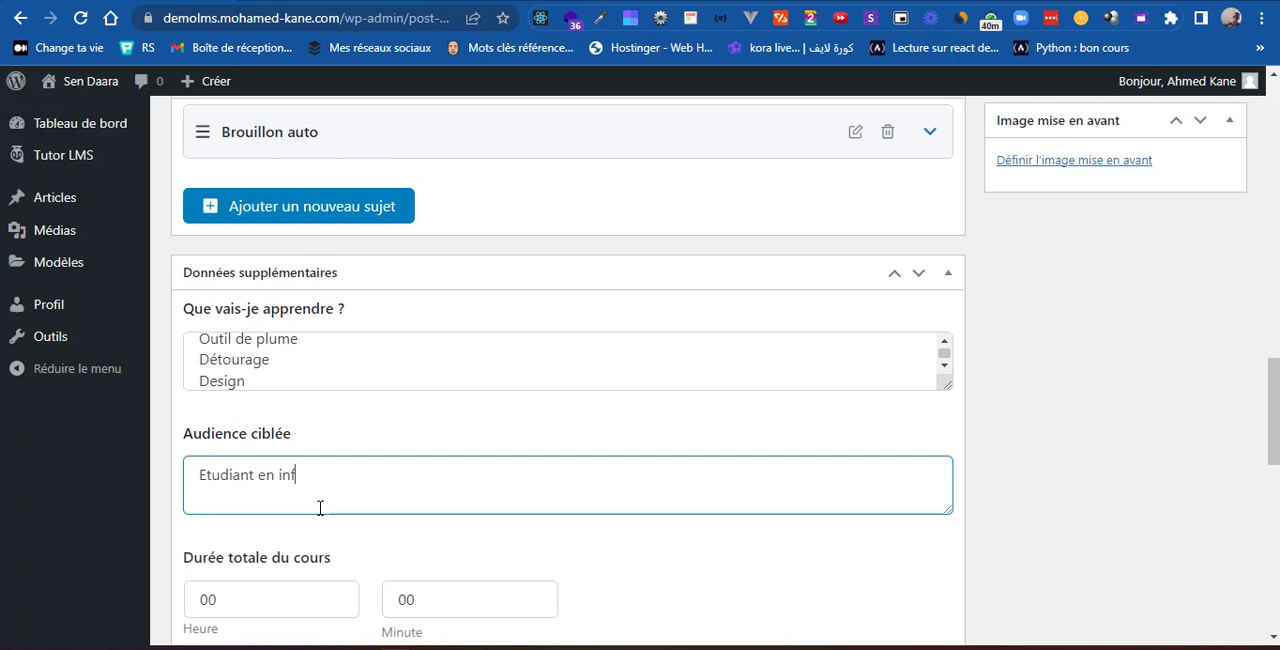 demolms.mohamed-kane.com/wp-admin/post-...
36
40m
Change ta vie
RS
Boîte de réception...
Mes réseaux sociaux
Mots clés référence...
Hostinger - Web H...
kora live... | كورة لايف
Lecture sur react de...
Python : bon cours
»
Sen Daara
0
Créer
Bonjour, Ahmed Kane
Tableau de bord
Tutor LMS
Articles
Médias
Modèles
Profil
Outils
Réduire le menu
Brouillon auto
Ajouter un nouveau sujet
Données supplémentaires
Que vais-je apprendre ?
Outil de plume
Détourage
Design
Audience ciblée
Etudiant en inf
Durée totale du cours
00
00
Heure
Minute
Image mise en avant
Définir l'image mise en avant